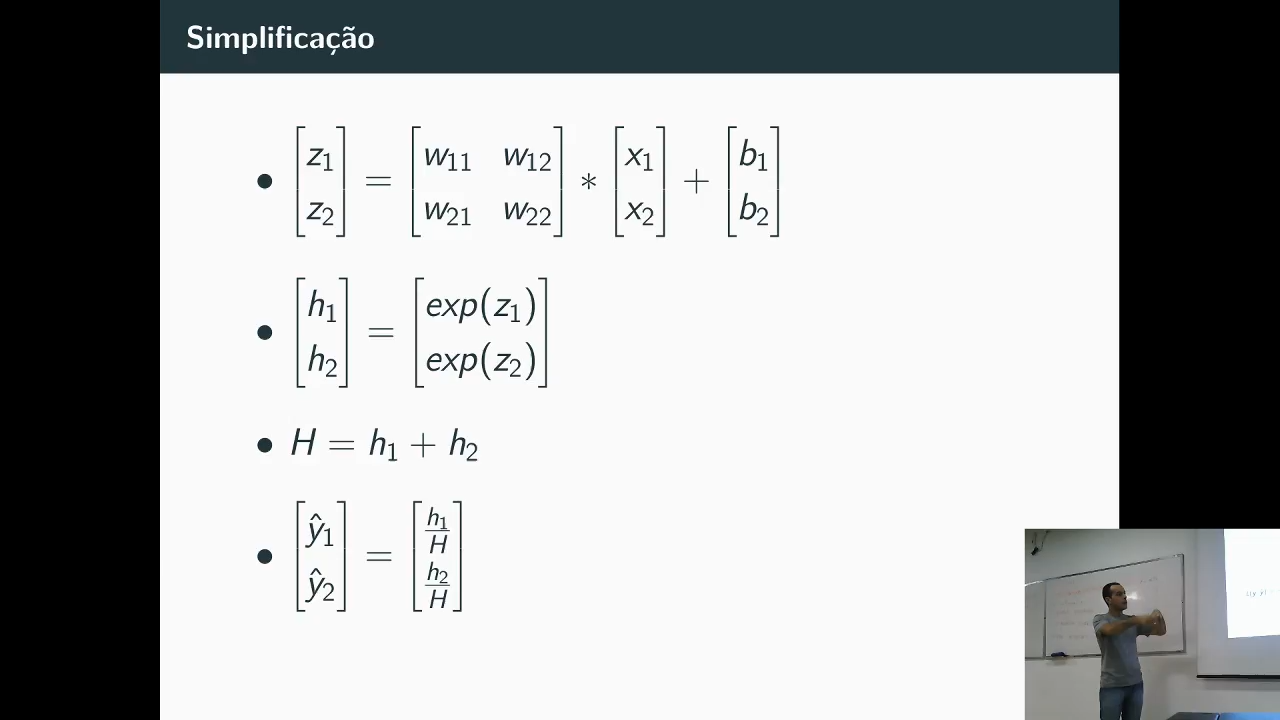 Simplificação
• [z₁ z₂] = [w₁₁ w₁₂ w₂₁ w₂₂] * [x₁ x₂] + [b₁ b₂]
• [h₁ h₂] = [exp(z₁) exp(z₂)]
• H = h₁ + h₂
• [ŷ₁ ŷ₂] = [h₁/H h₂/H]